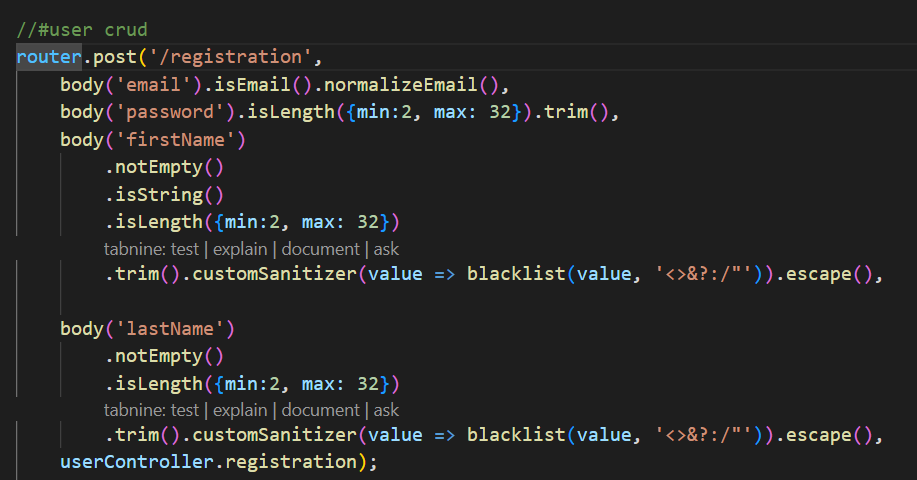 //#user crud
router.post('/registration',
body('email').isEmail().normalizeEmail(),
body('password').isLength({min:2, max: 32}).trim(),
body('firstName')
.notEmpty()
.isString()
.isLength({min:2, max: 32})
tabnine: test | explain | document | ask
.trim().customSanitizer(value => blacklist(value, '<>&?:/"')).escape(),
body('lastName')
.notEmpty()
.isLength({min:2, max: 32})
tabnine: test | explain | document | ask
.trim().customSanitizer(value => blacklist(value, '<>&?:/"')).escape(),
userController.registration);